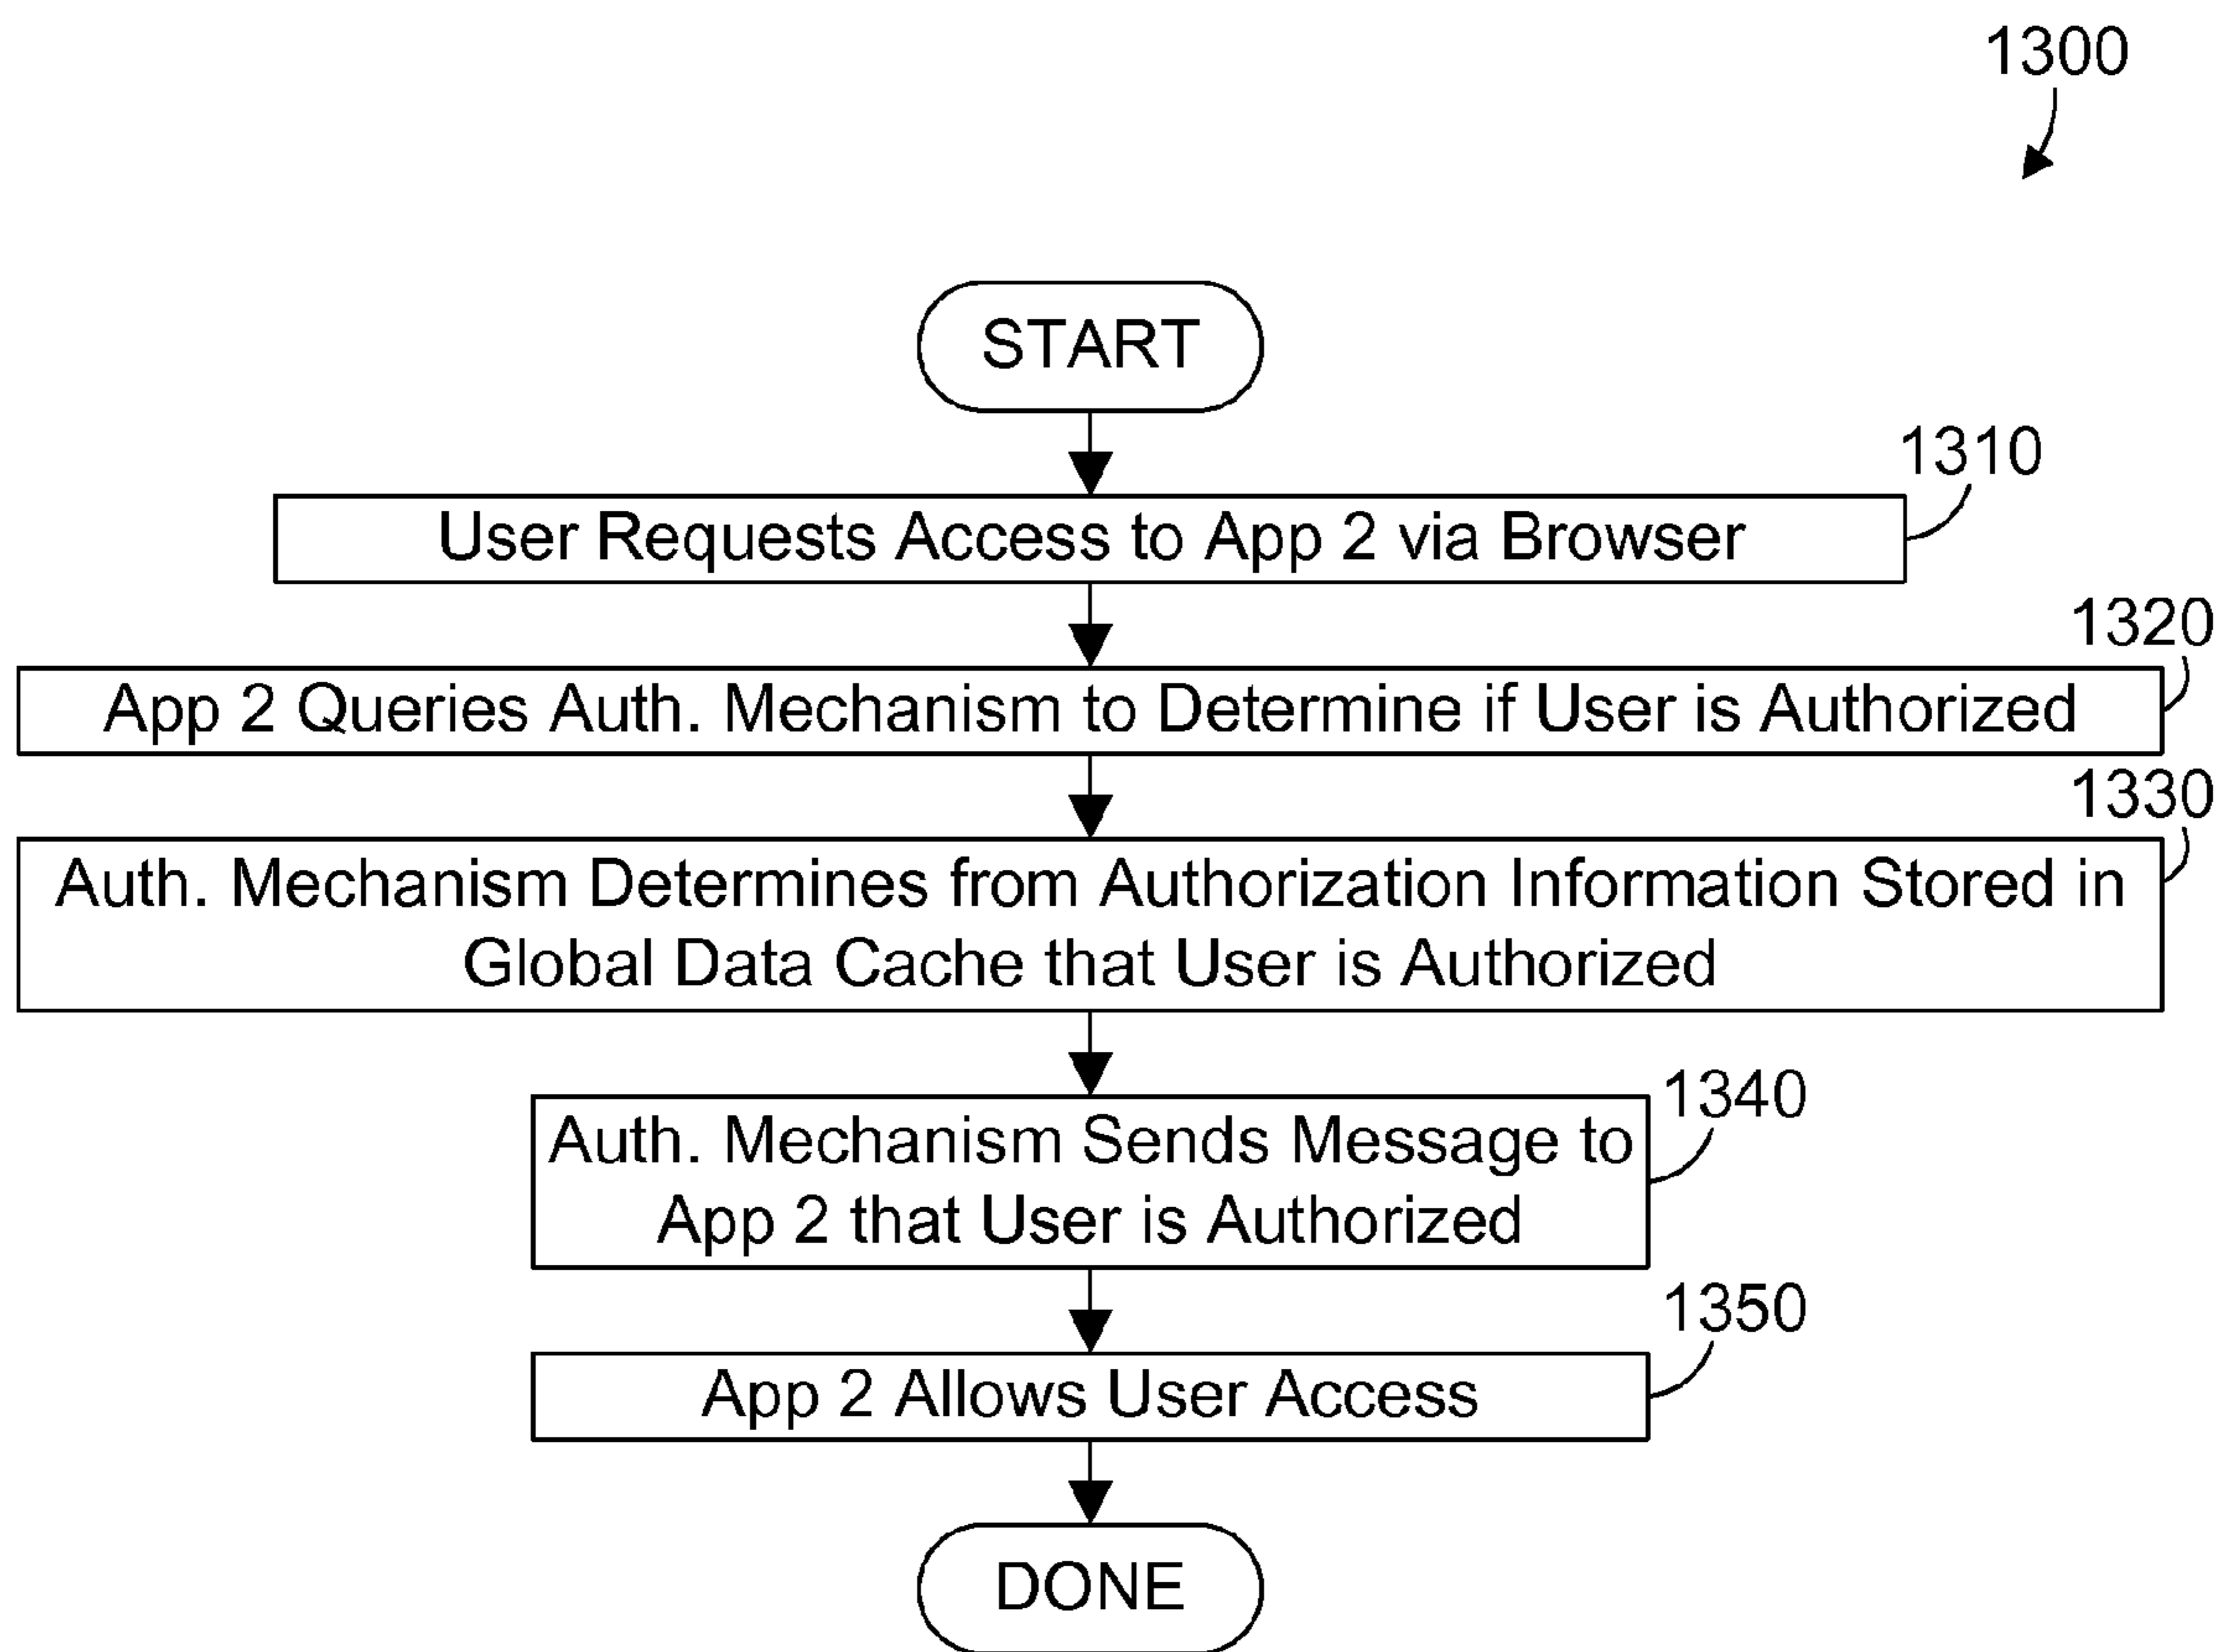 1300
START
1310
User Requests Access to App 2 via Browser
1320
App 2 Queries Auth. Mechanism to Determine if User is Authorized
1330
Auth. Mechanism Determines from Authorization Information Stored in
Global Data Cache that User is Authorized
1340
Auth. Mechanism Sends Message to
App 2 that User is Authorized
1350
App 2 Allows User Access
DONE